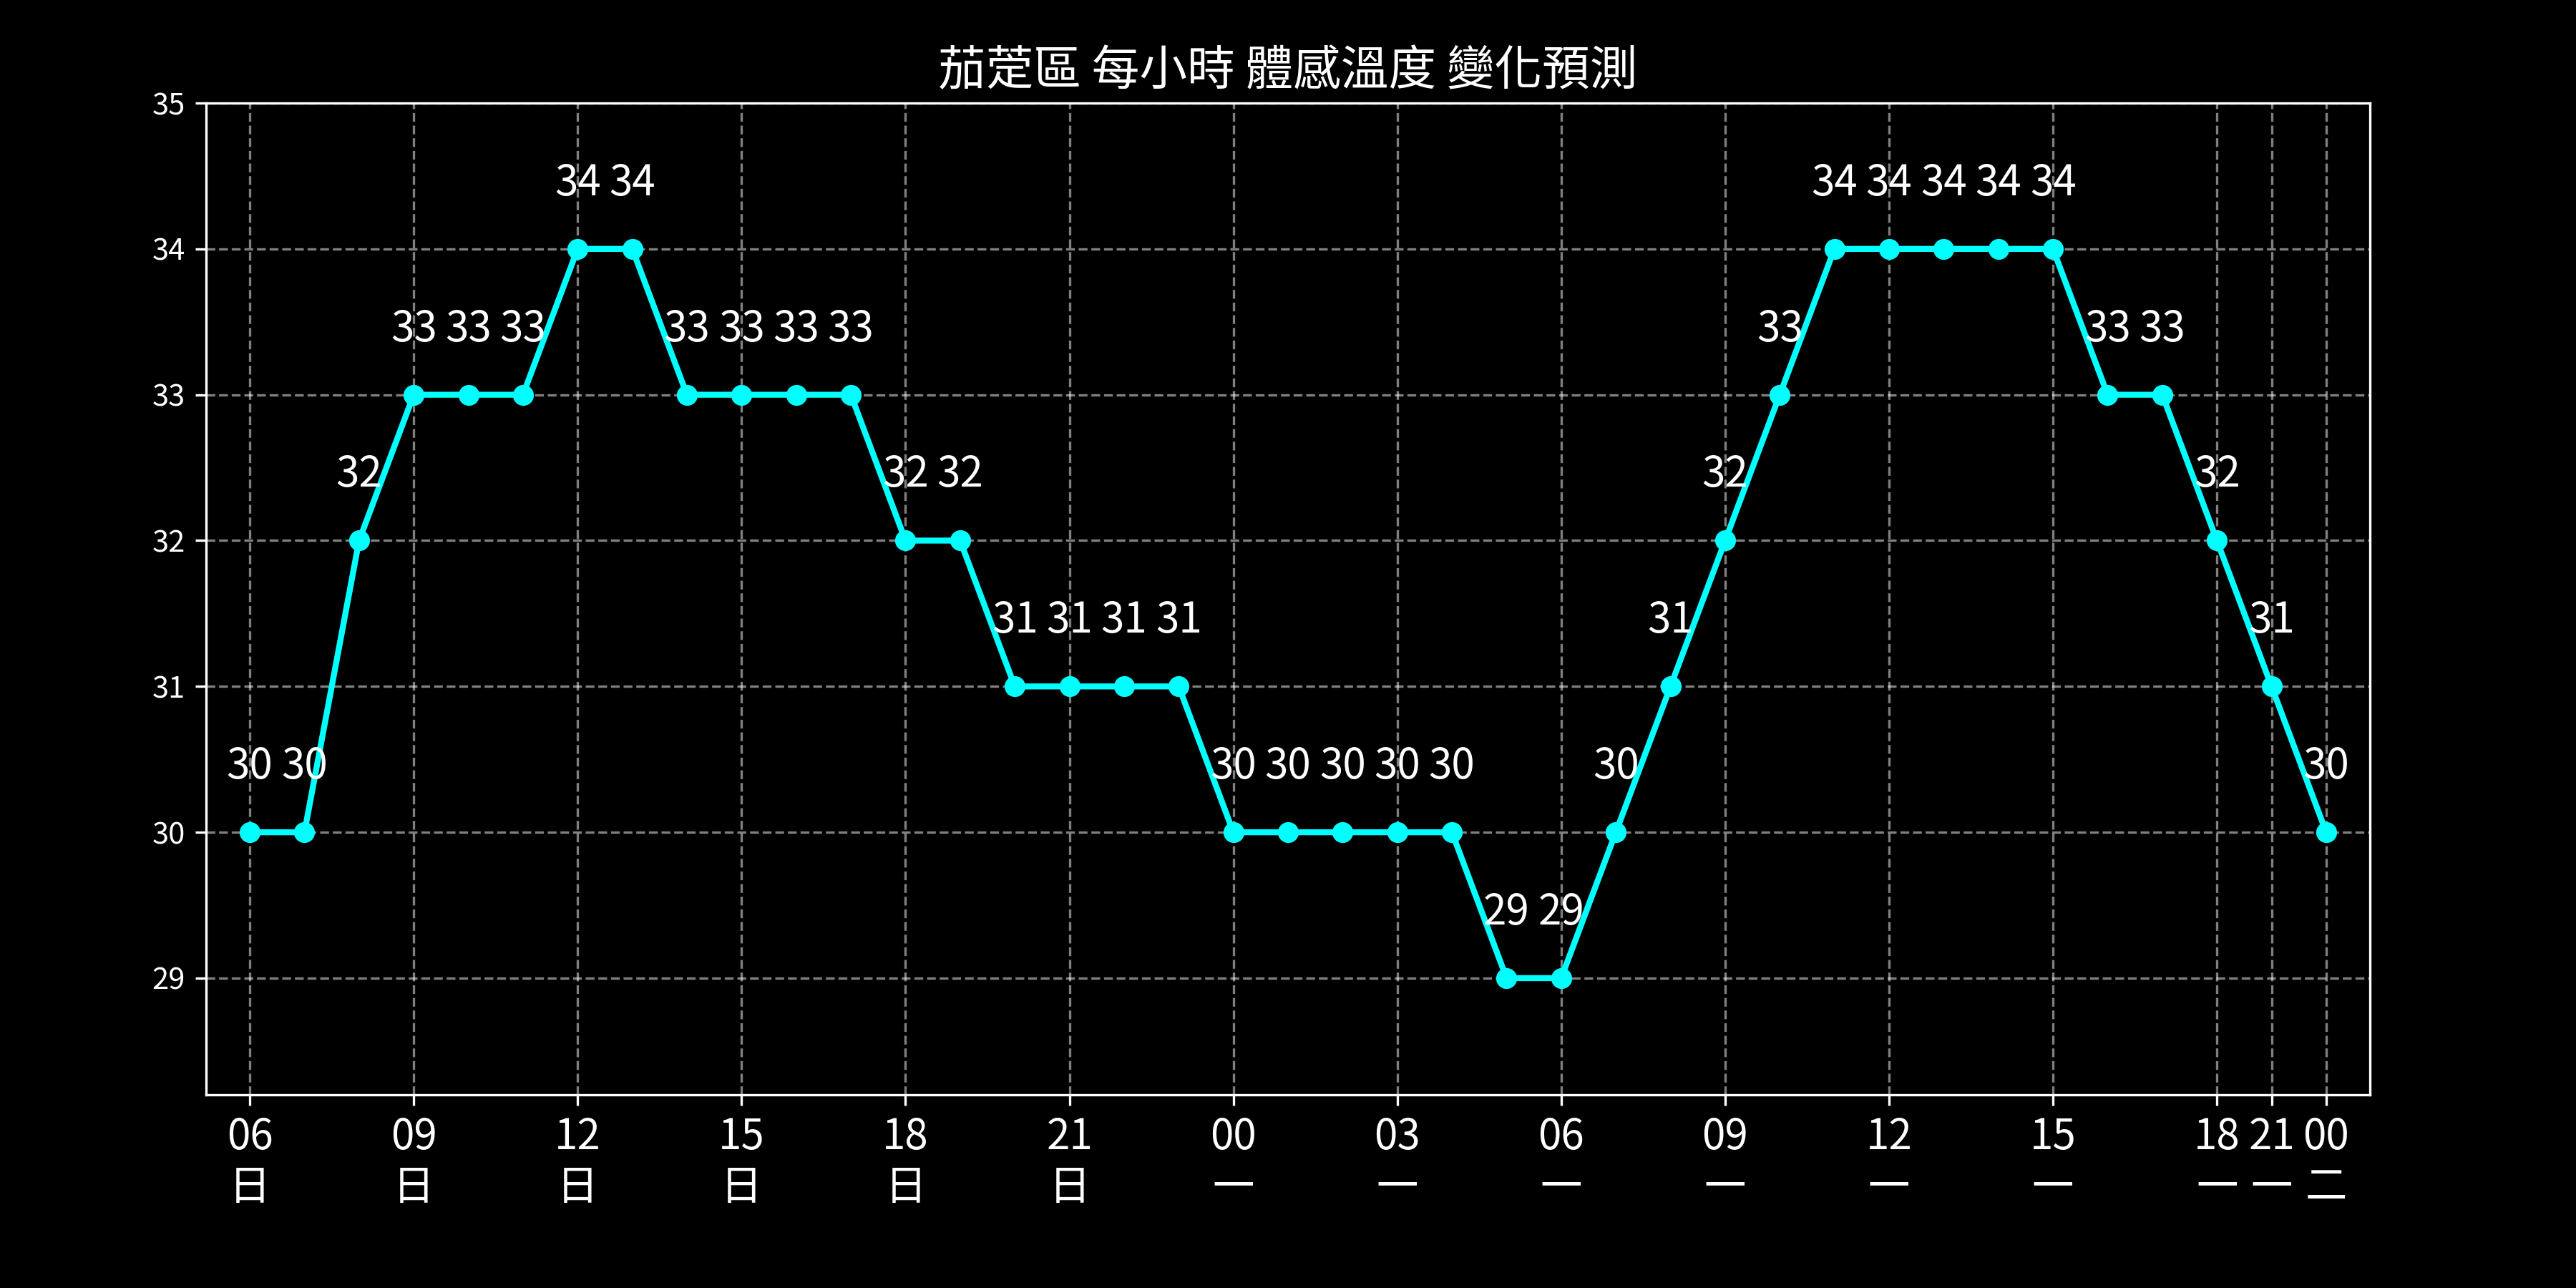 茄萣區 每小時 體感溫度 變化預測
35
34 34 34 34 34 34 34
34
33 33 33 33 33 33 33 33 33 33
33
32 32 32 32 32
32
31 31 31 31 31 31
31
30 30 30 30 30 30 30 30 30
30
29 29
29
06 09 12 15 18 21 00 03 06 09 12 15 18 21 00
日 日 日 日 日 日 一 一 一 一 一 一 一 一 二